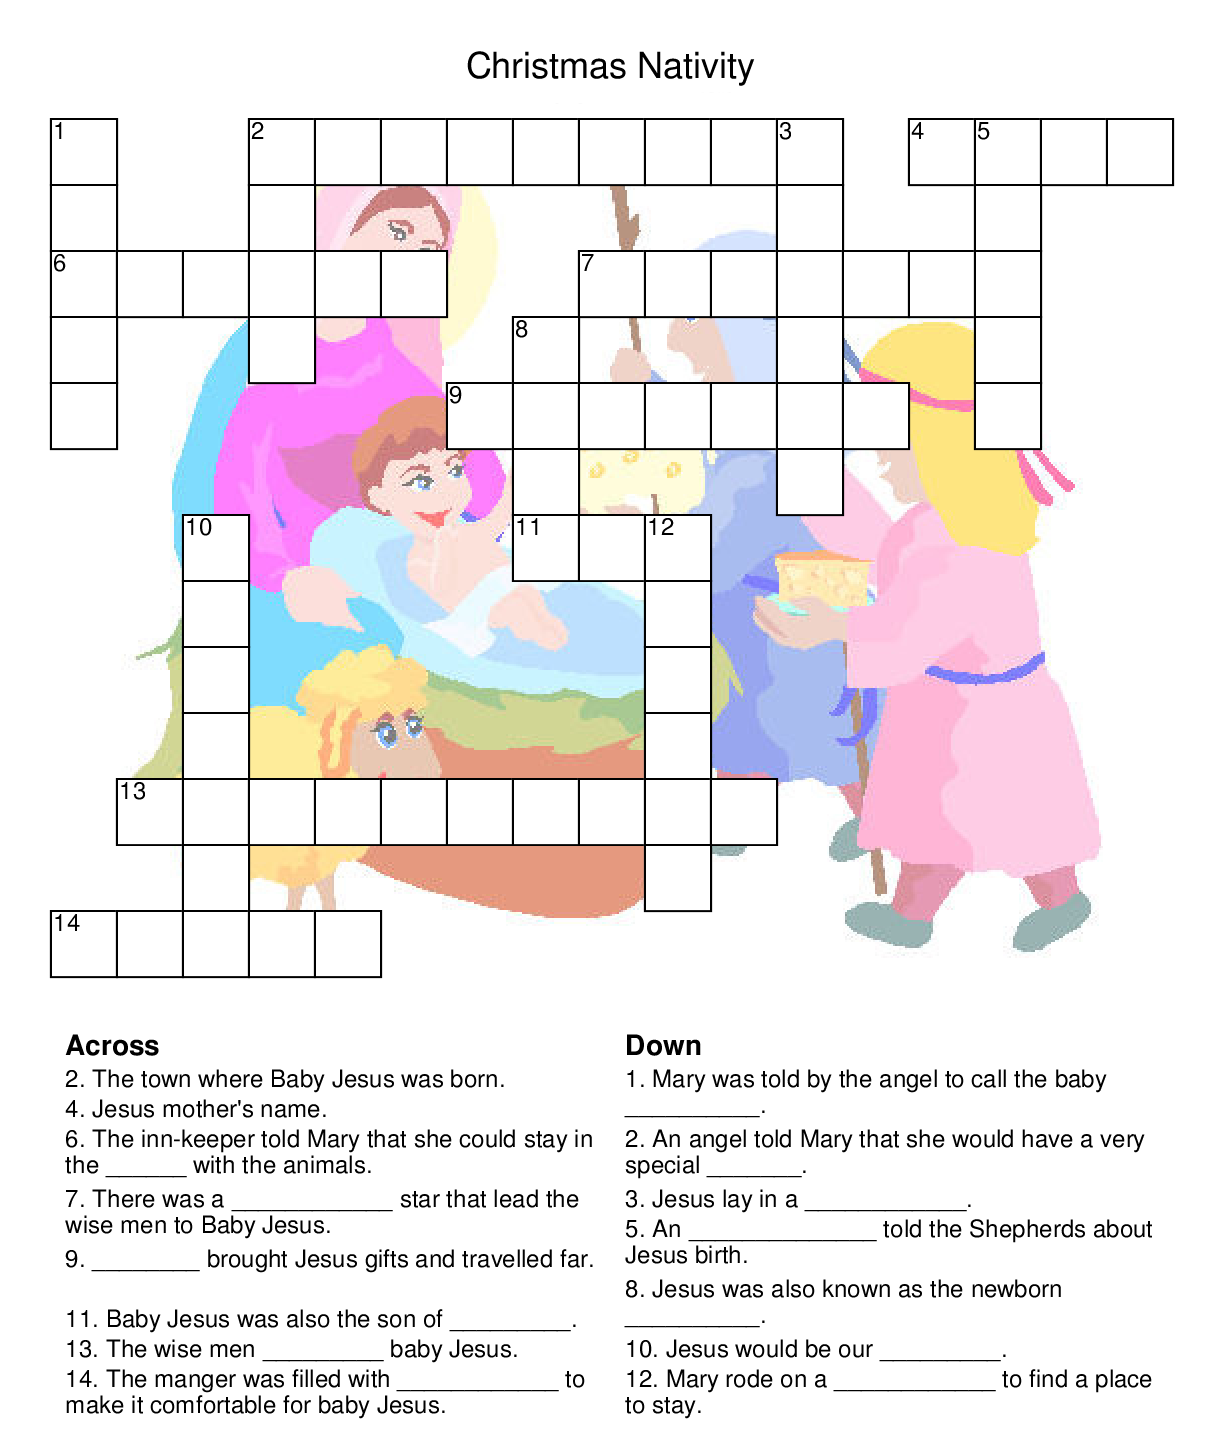 Christmas Nativity
1 2 3 4 5
6 7
8
9
10 11 12
13
14
Across
2. The town where Baby Jesus was born.
4. Jesus mother's name.
6. The inn-keeper told Mary that she could stay in
the ______ with the animals.
7. There was a ____________ star that lead the
wise men to Baby Jesus.
9. ________ brought Jesus gifts and travelled far.
11. Baby Jesus was also the son of _________.
13. The wise men _________ baby Jesus.
14. The manger was filled with ____________ to
make it comfortable for baby Jesus.
Down
1. Mary was told by the angel to call the baby
__________.
2. An angel told Mary that she would have a very
special _______.
3. Jesus lay in a ____________.
5. An ______________ told the Shepherds about
Jesus birth.
8. Jesus was also known as the newborn
__________.
10. Jesus would be our _________.
12. Mary rode on a ____________ to find a place
to stay.